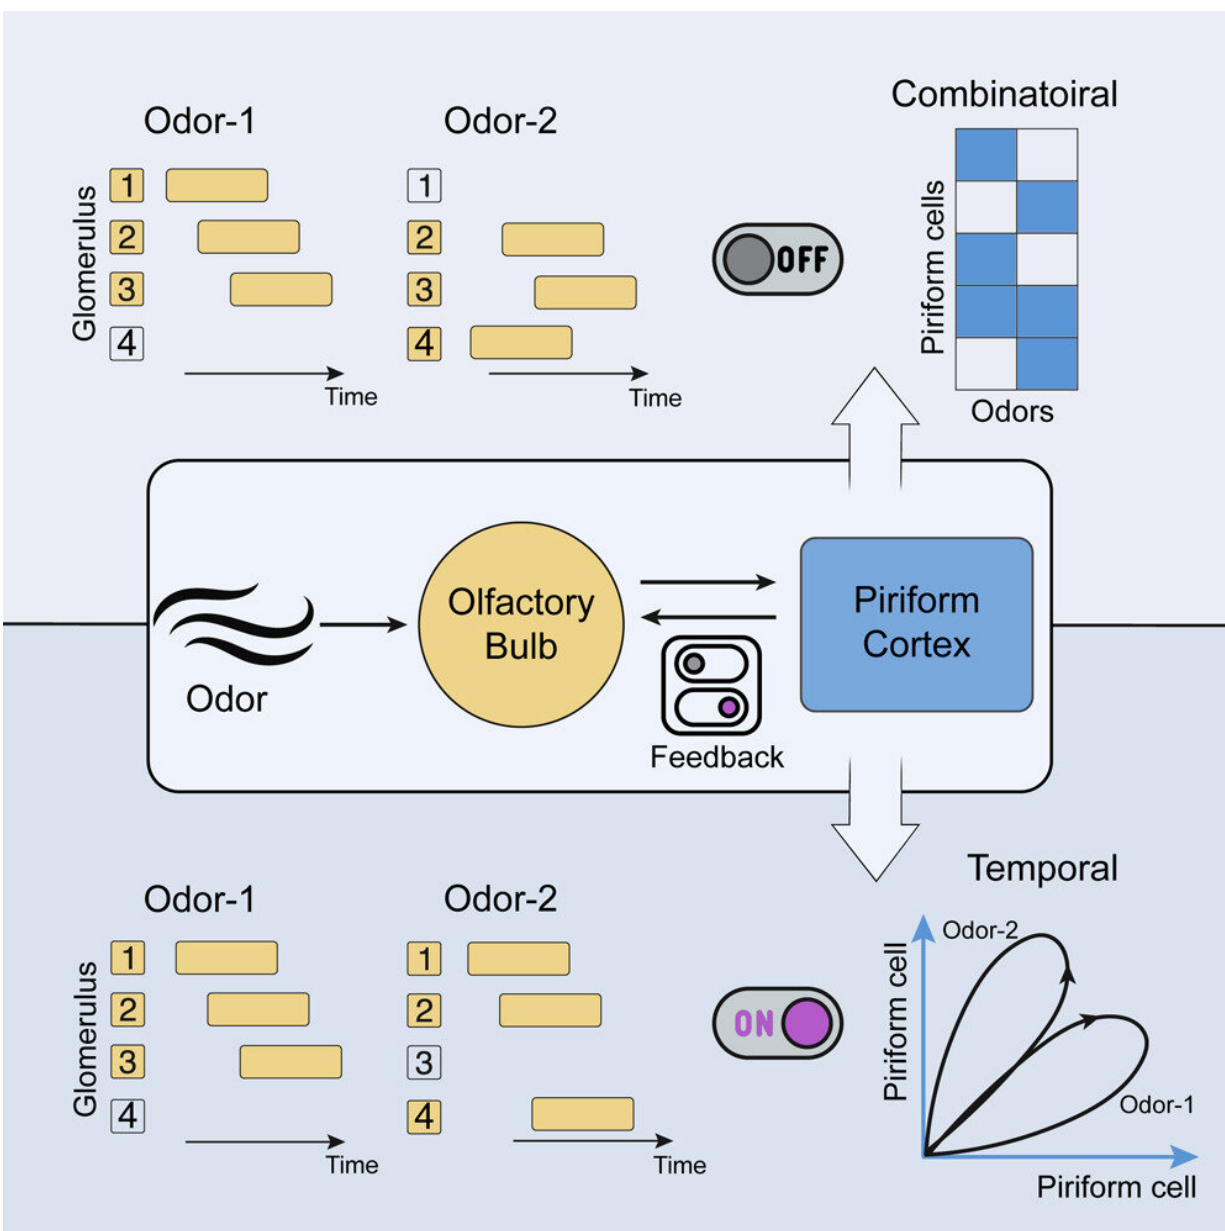 Combinatoiral
Odor-1
Odor-2
Glomerulus
1
2
3
4
Time
1
2
3
4
Time
OFF
Piriform cells
Odors
Odor
Olfactory
Bulb
Feedback
Piriform
Cortex
Temporal
Odor-1
Odor-2
Glomerulus
1
2
3
4
Time
1
2
3
4
Time
ON
Piriform cell
Odor-2
Odor-1
Piriform cell